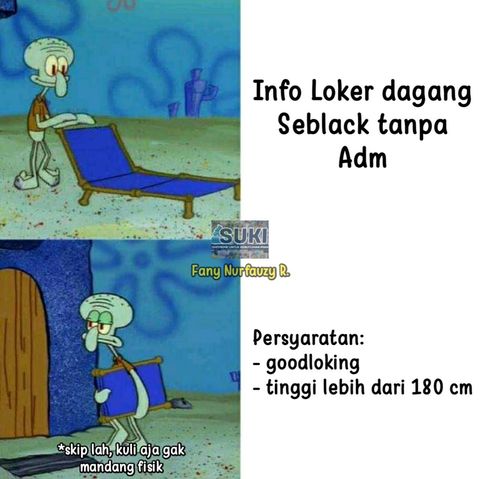 Info Loker dagang
Seblack tanpa
Adm
SUKI
Fany Nurfauzy R.
Persyaratan:
- goodloking
- tinggi lebih dari 180 cm
*skip lah, kuli aja gak
mandang fisik